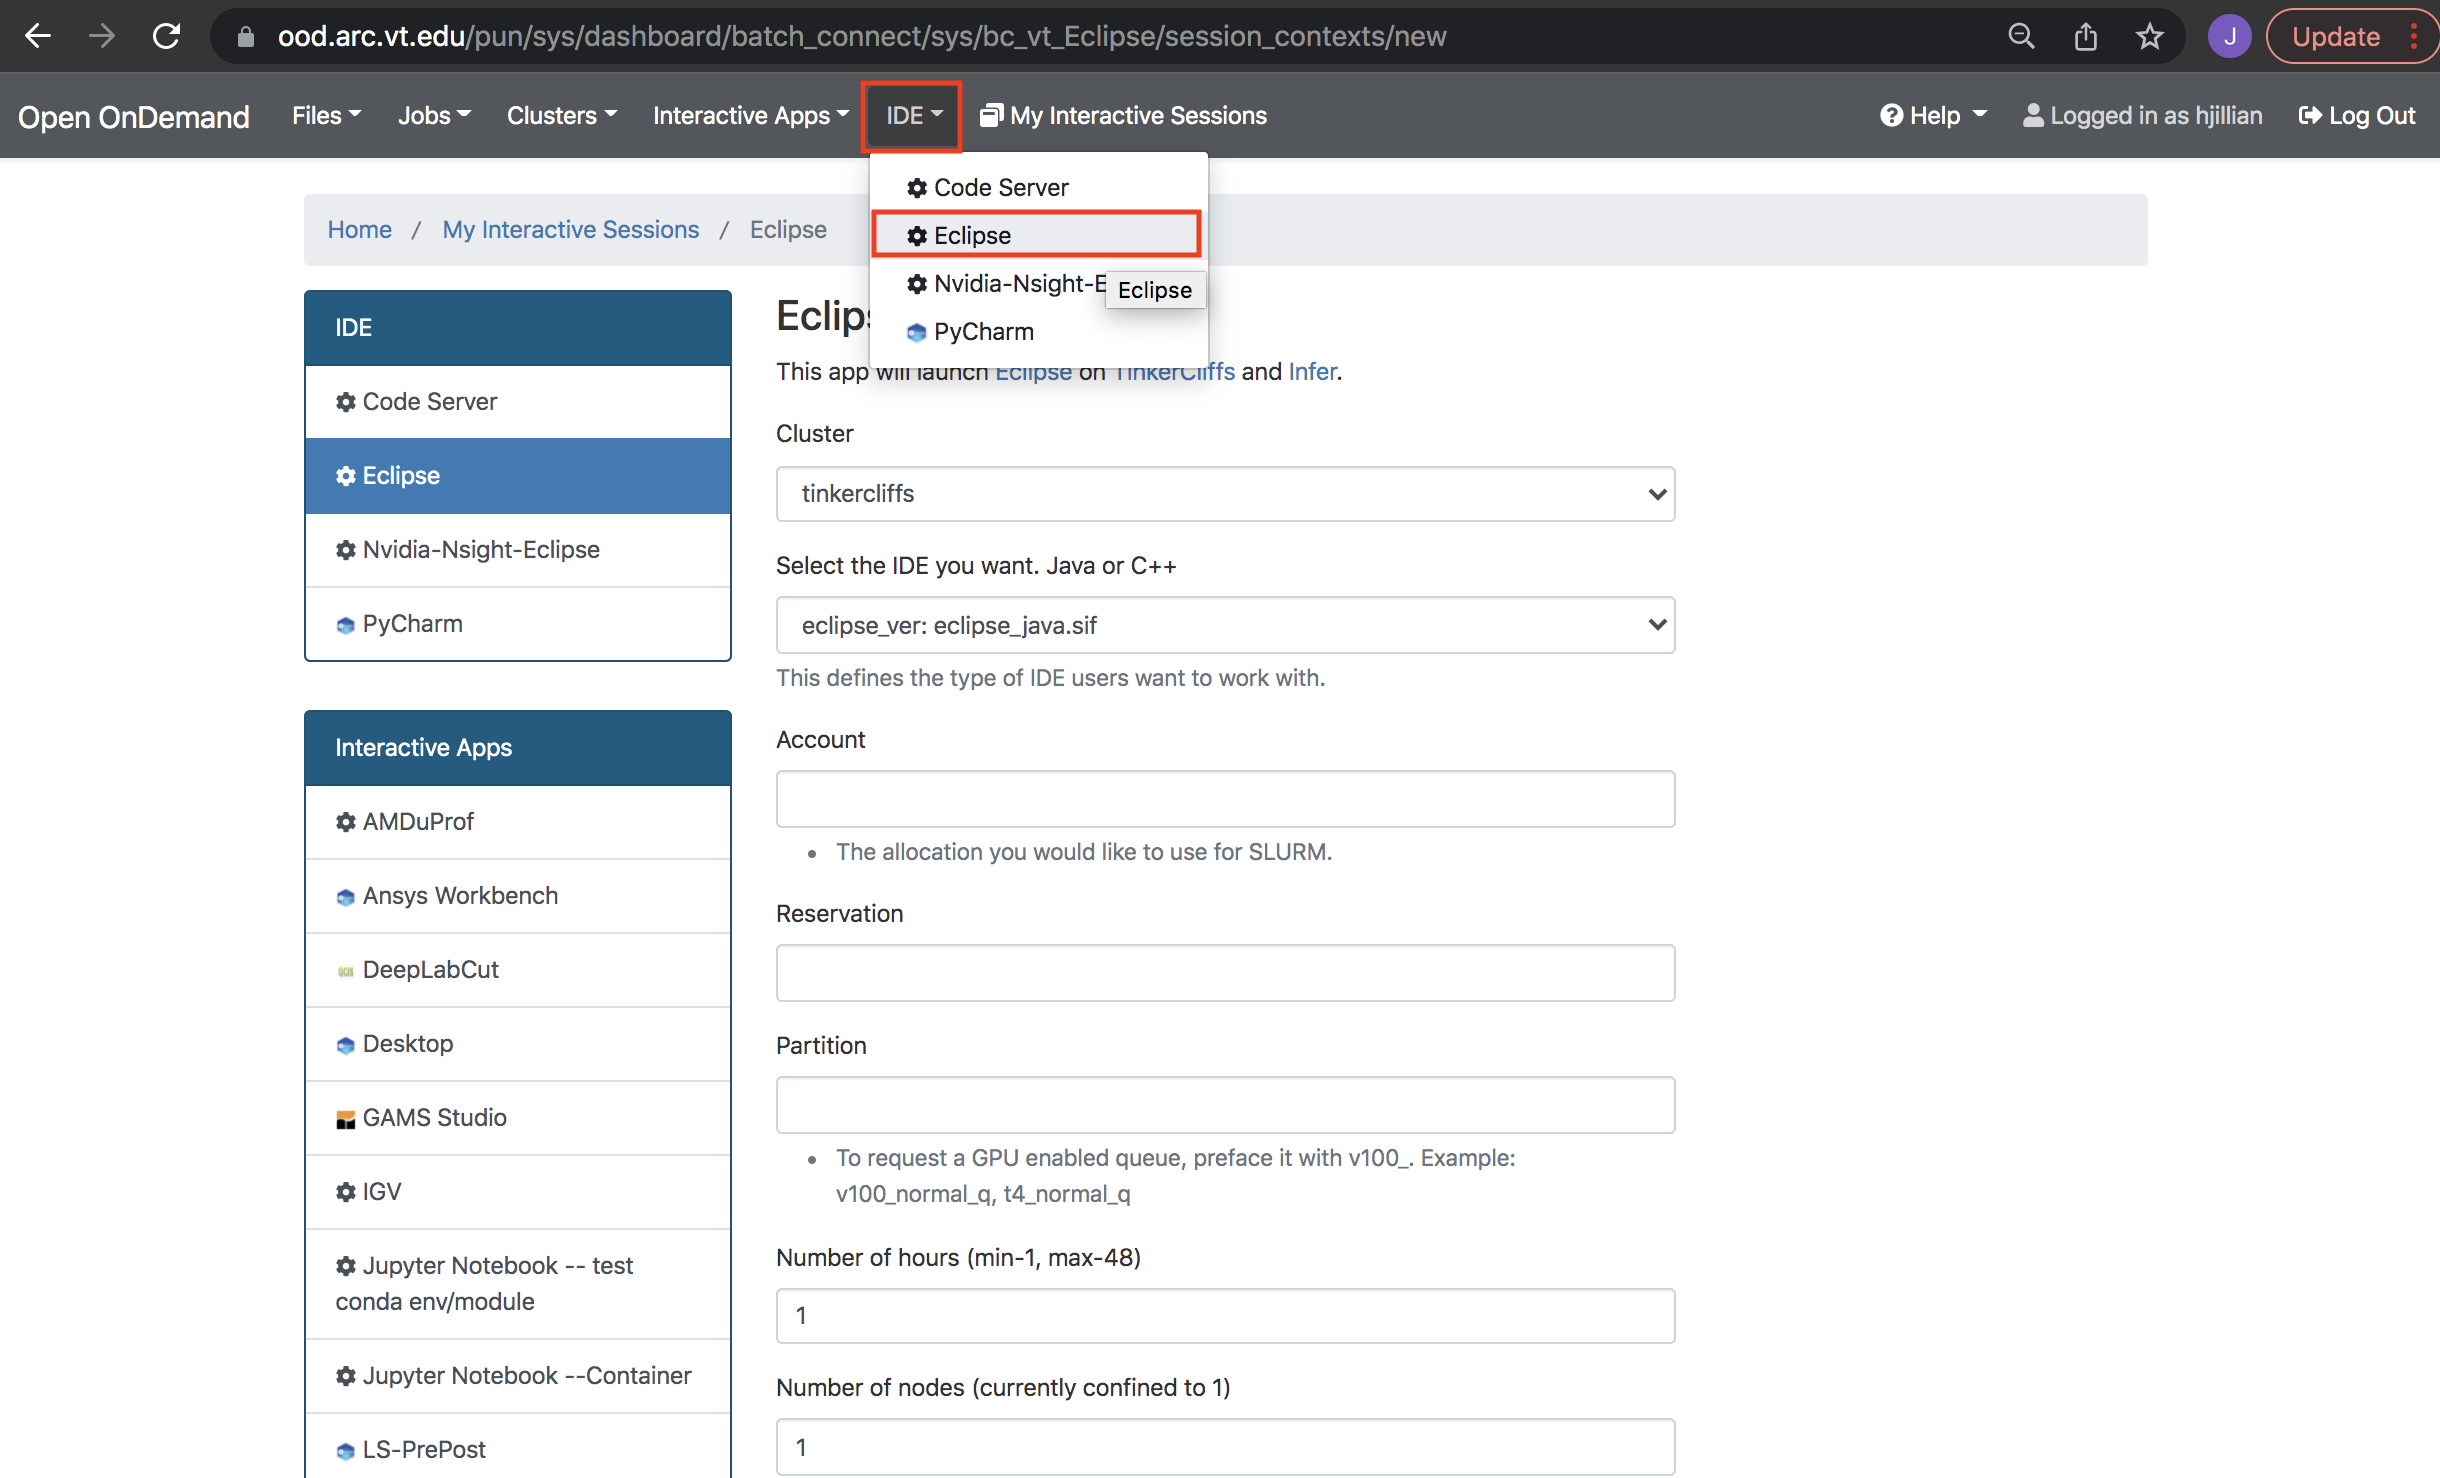 ood.arc.vt.edu/pun/sys/dashboard/batch_connect/sys/bc_vt_Eclipse/session_contexts/new
J
Update
Open OnDemand
Files
Jobs
Clusters
Interactive Apps
IDE
My Interactive Sessions
Help
Logged in as hjillian
Log Out
Code Server
Eclipse
Nvidia-Nsight-E
Eclipse
PyCharm
Home / My Interactive Sessions / Eclipse
IDE
Code Server
Eclipse
Nvidia-Nsight-Eclipse
PyCharm
Interactive Apps
AMDuProf
Ansys Workbench
DeepLabCut
Desktop
GAMS Studio
IGV
Jupyter Notebook -- test
conda env/module
Jupyter Notebook --Container
LS-PrePost
Eclips
This app will launch Eclipse on TinkerCliffs and Infer.
Cluster
tinkercliffs
Select the IDE you want. Java or C++
eclipse_ver: eclipse_java.sif
This defines the type of IDE users want to work with.
Account
The allocation you would like to use for SLURM.
Reservation
Partition
To request a GPU enabled queue, preface it with v100_. Example:
v100_normal_q, t4_normal_q
Number of hours (min-1, max-48)
1
Number of nodes (currently confined to 1)
1